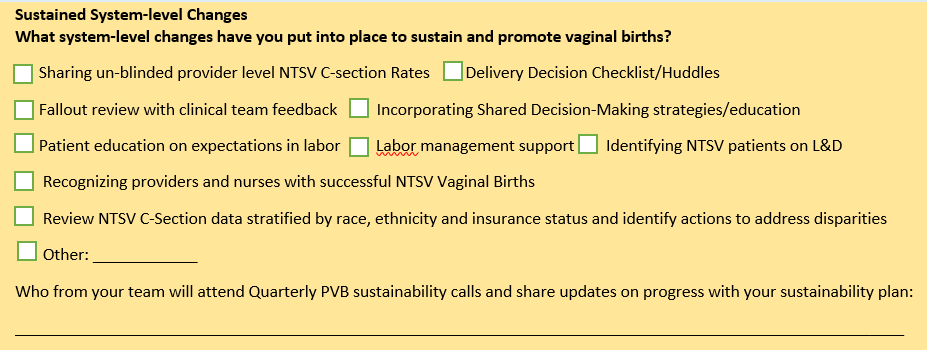 Sustained System-level Changes
What system-level changes have you put into place to sustain and promote vaginal births?
Sharing un-blinded provider level NTSV C-section Rates Delivery Decision Checklist/Huddles
Fallout review with clinical team feedback Incorporating Shared Decision-Making strategies/education
Patient education on expectations in labor Labor management support Identifying NTSV patients on L&D
Recognizing providers and nurses with successful NTSV Vaginal Births
Review NTSV C-Section data stratified by race, ethnicity and insurance status and identify actions to address disparities
Other: ____________
Who from your team will attend Quarterly PVB sustainability calls and share updates on progress with your sustainability plan: